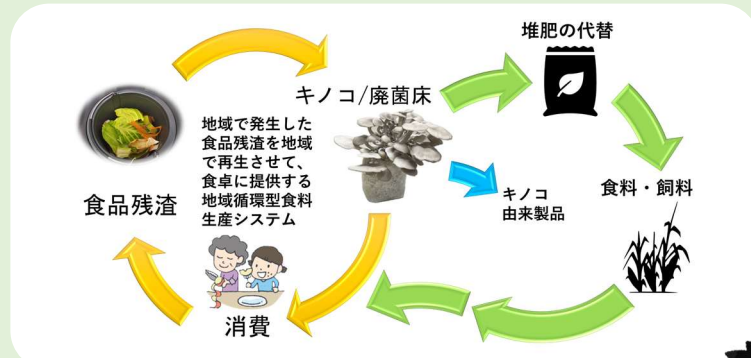 堆肥の代替
キノコ/廃菌床
地域で発生した
食品残渣を地域
で再生させて、
食卓に提供する
地域循環型食料
生産システム
食品残渣
キノコ
由来製品
食料・飼料
消費